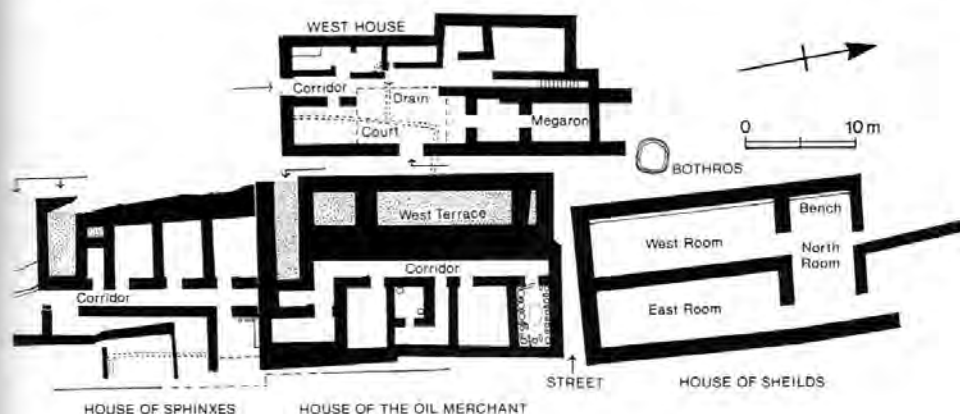 WEST HOUSE
Corridor
Drain
Court
Megaron
0 10 m
BOTHROS
West Terrace
West Room
Bench
North
Room
East Room
Corridor
Corridor
STREET
HOUSE OF SHEILDS
HOUSE OF SPHINXES
HOUSE OF THE OIL MERCHANT